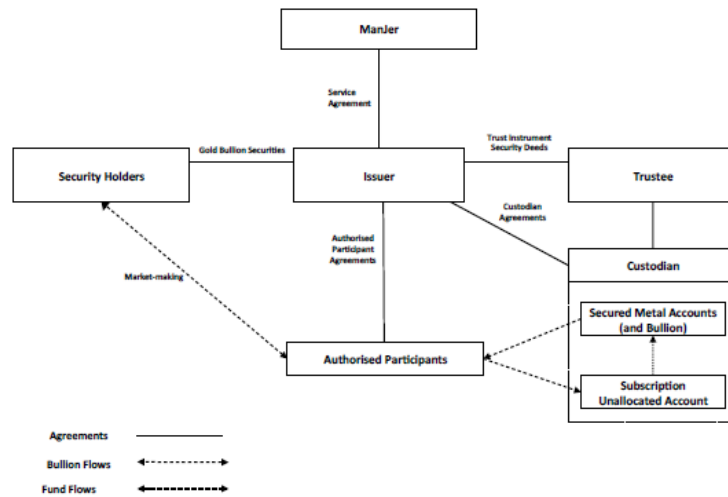 ManJer
Service
Agreement
Gold Bullion Securities
Trust Instrument
Security Deeds
Security Holders
Issuer
Trustee
Custodian
Agreements
Authorised
Participant
Agreements
Custodian
Market-making
Secured Metal Accounts
(and Bullion)
Authorised Participants
Subscription
Unallocated Account
Agreements
Bullion Flows
Fund Flows